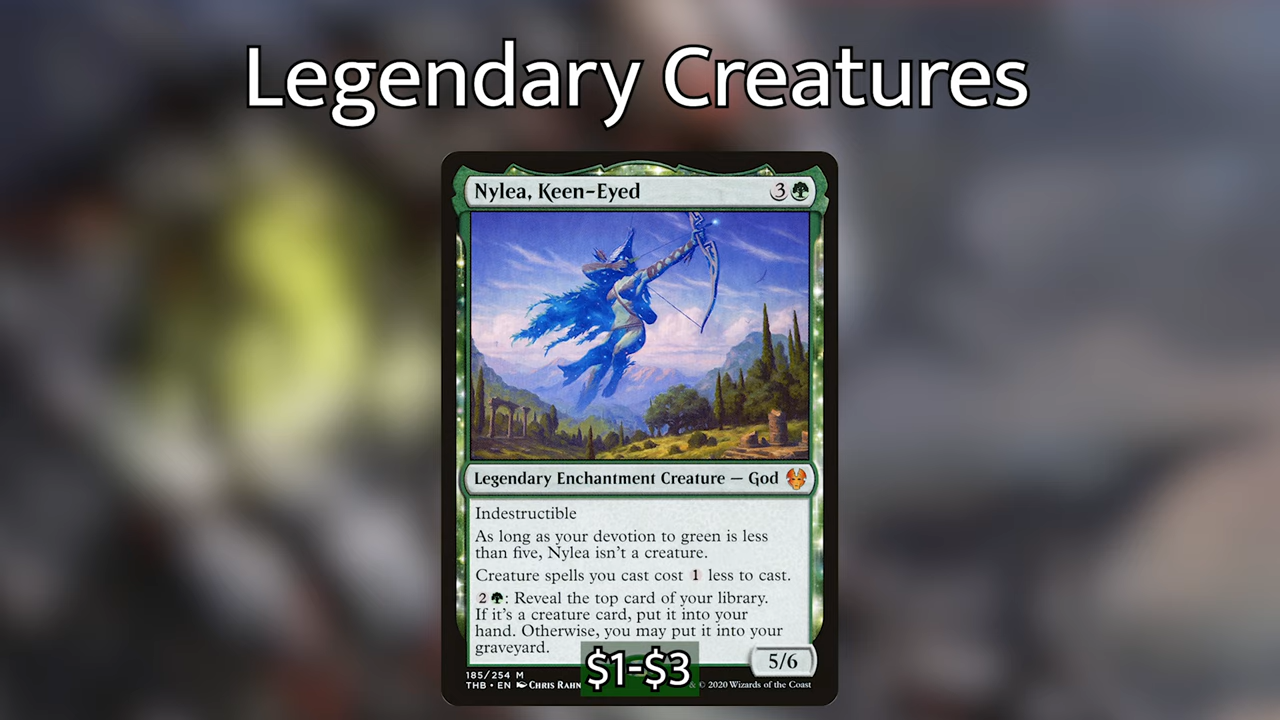 Legendary Creatures
Nylea, Keen-Eyed 3
Legendary Enchantment Creature — God
Indestructible
As long as your devotion to green is less
than five, Nylea isn't a creature.
Creature spells you cast cost 1 less to cast.
2 : Reveal the top card of your library.
If it's a creature card, put it into your
hand. Otherwise, you may put it into your
graveyard.
$1-$3
5/6
185/254 M
THB • EN Chris Rahn & © 2020 Wizards of the Coast